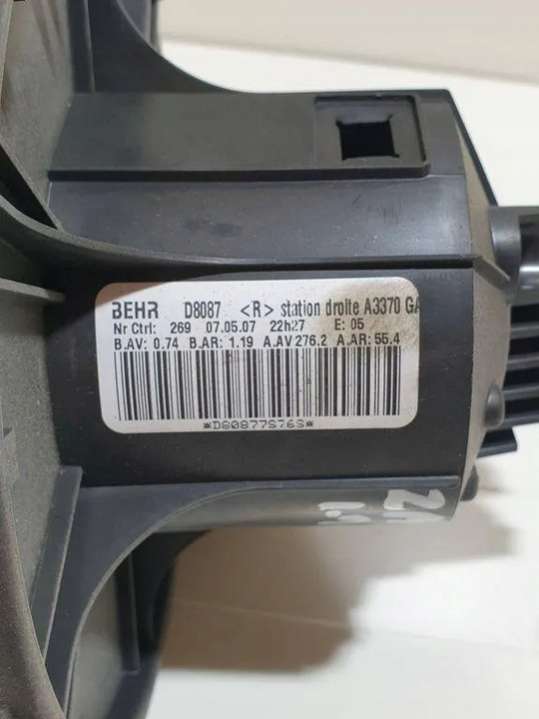 BEHR D8087 <R> station droite A3370 GA
Nr Ctrl: 269 07.05.07 22h27 E: 05
B.AV: 0.74 B.AR: 1.19 A.AV 276.2 A.AR: 55.4
*D80877S76S*